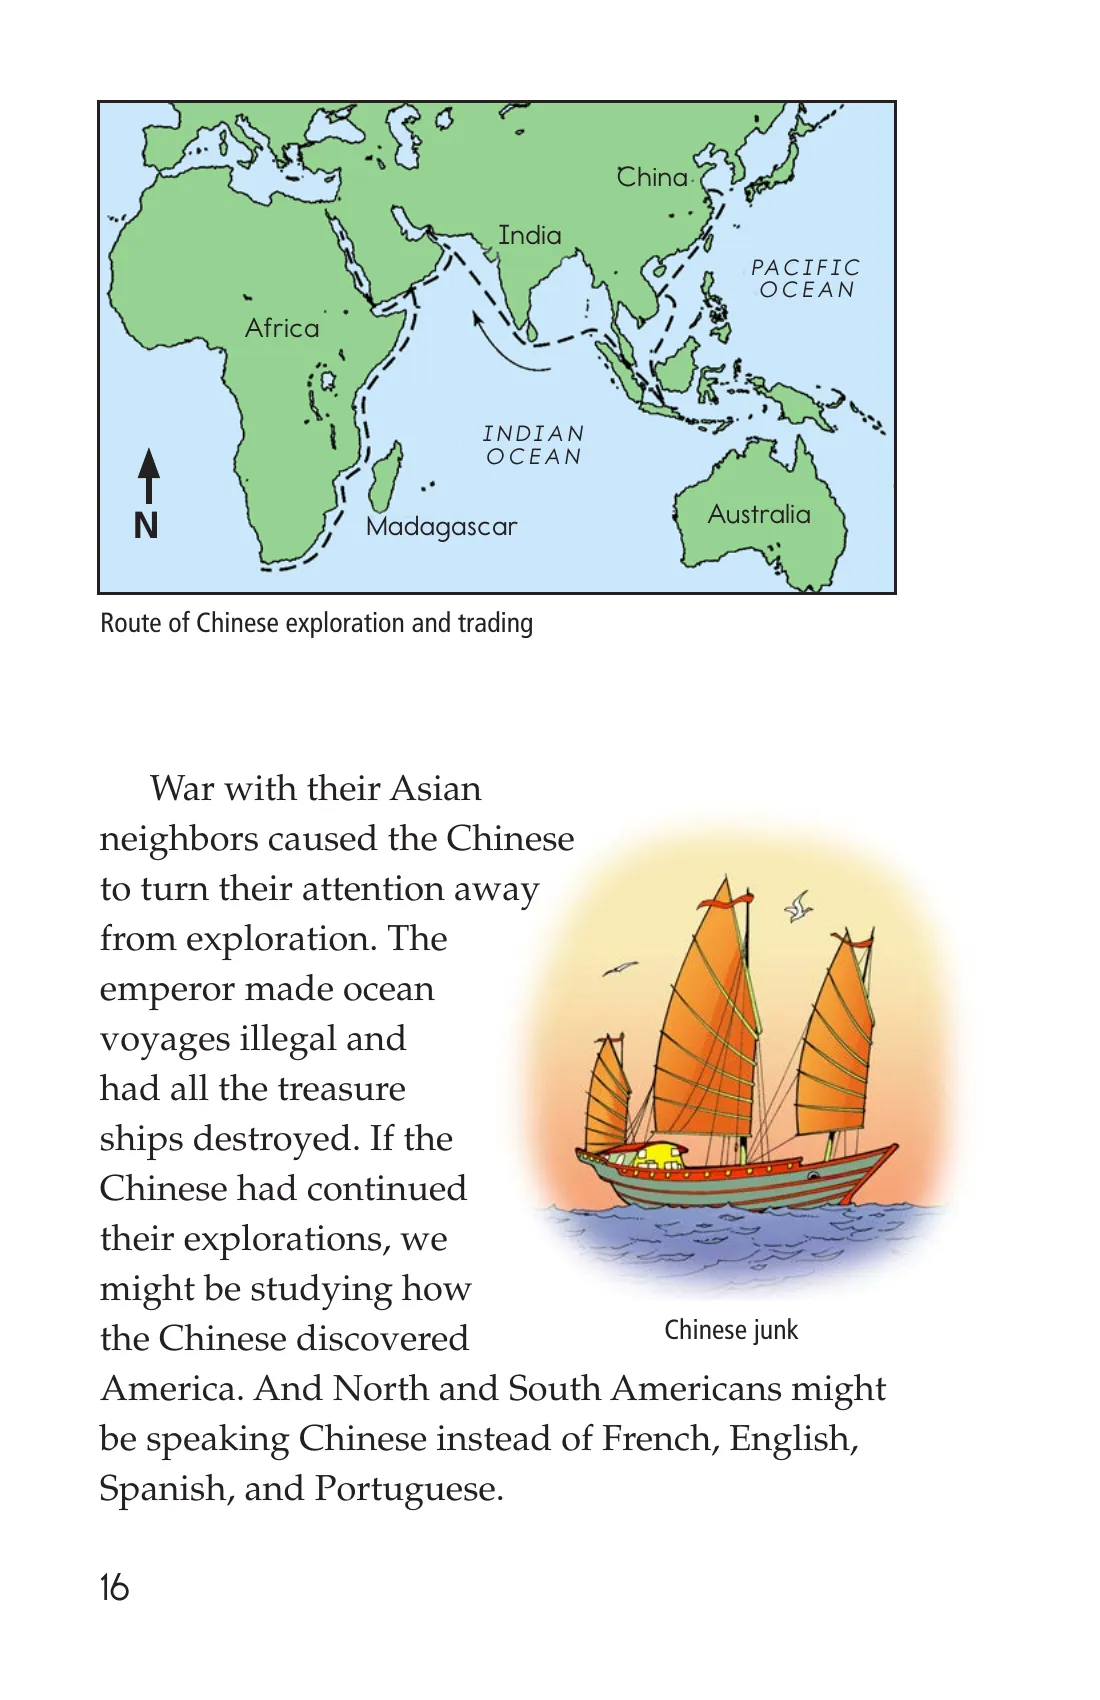 China
India
PACIFIC
OCEAN
Africa
INDIAN
OCEAN
N
Madagascar
Australia
Route of Chinese exploration and trading
War with their Asian
neighbors caused the Chinese
to turn their attention away
from exploration. The
emperor made ocean
voyages illegal and
had all the treasure
ships destroyed. If the
Chinese had continued
their explorations, we
might be studying how
the Chinese discovered
Chinese junk
America. And North and South Americans might
be speaking Chinese instead of French, English,
Spanish, and Portuguese.
16